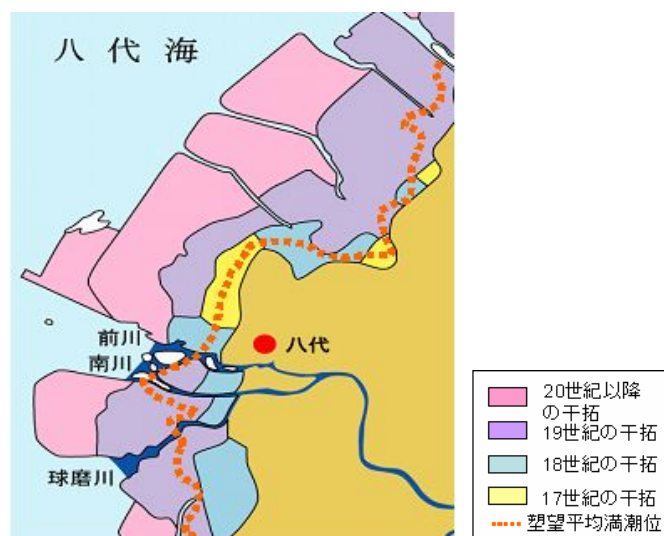 八代海
前川
南川
八代
球磨川
20世紀以降
の干拓
19世紀の干拓
18世紀の干拓
17世紀の干拓
塑望平均満潮位